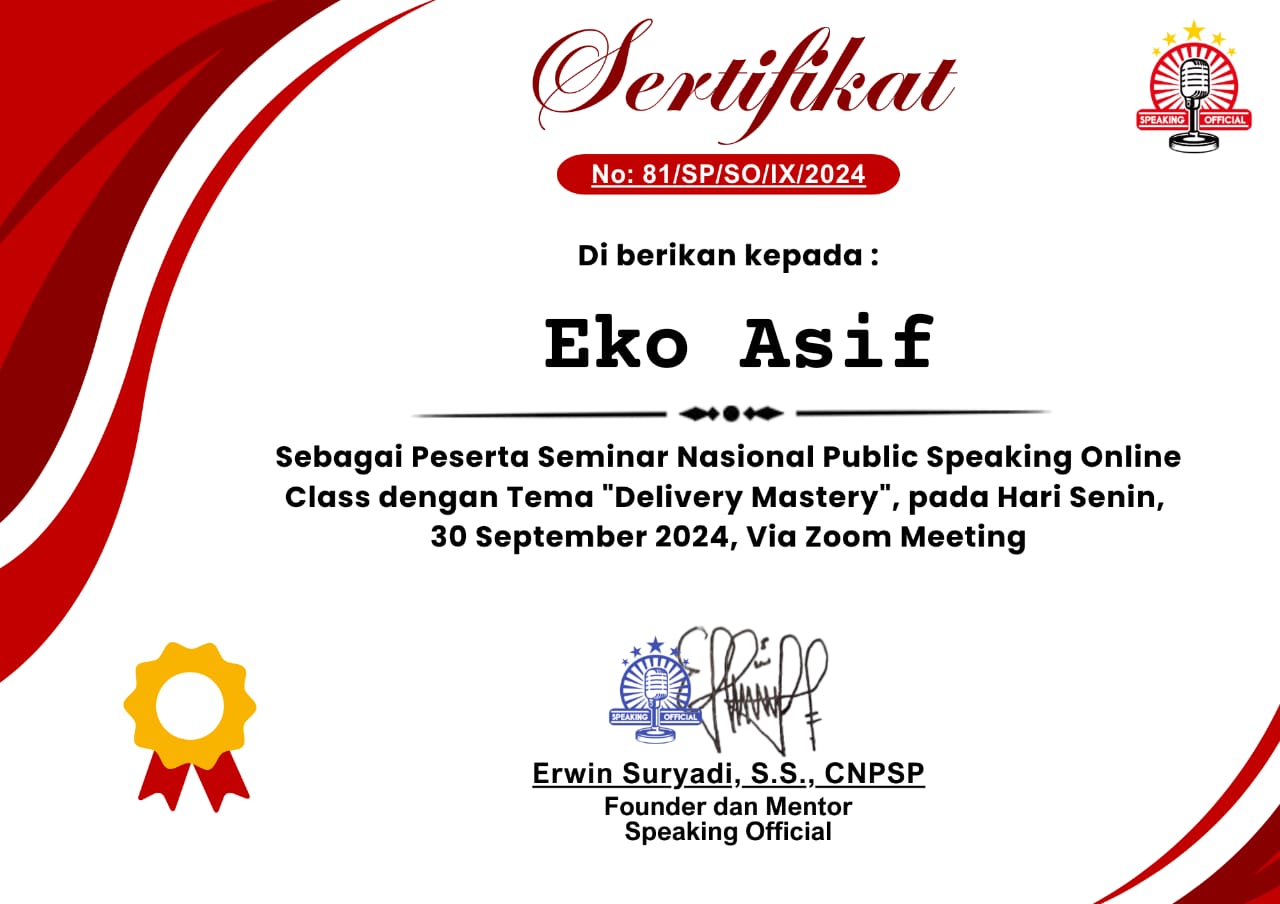 Sertifikat
SPEAKING OFFICIAL
No: 81/SP/SO/IX/2024
Di berikan kepada :
Eko Asif
Sebagai Peserta Seminar Nasional Public Speaking Online
Class dengan Tema "Delivery Mastery", pada Hari Senin,
30 September 2024, Via Zoom Meeting
SPEAKING OFFICIAL
Erwin Suryadi, S.S., CNPSP
Founder dan Mentor
Speaking Official